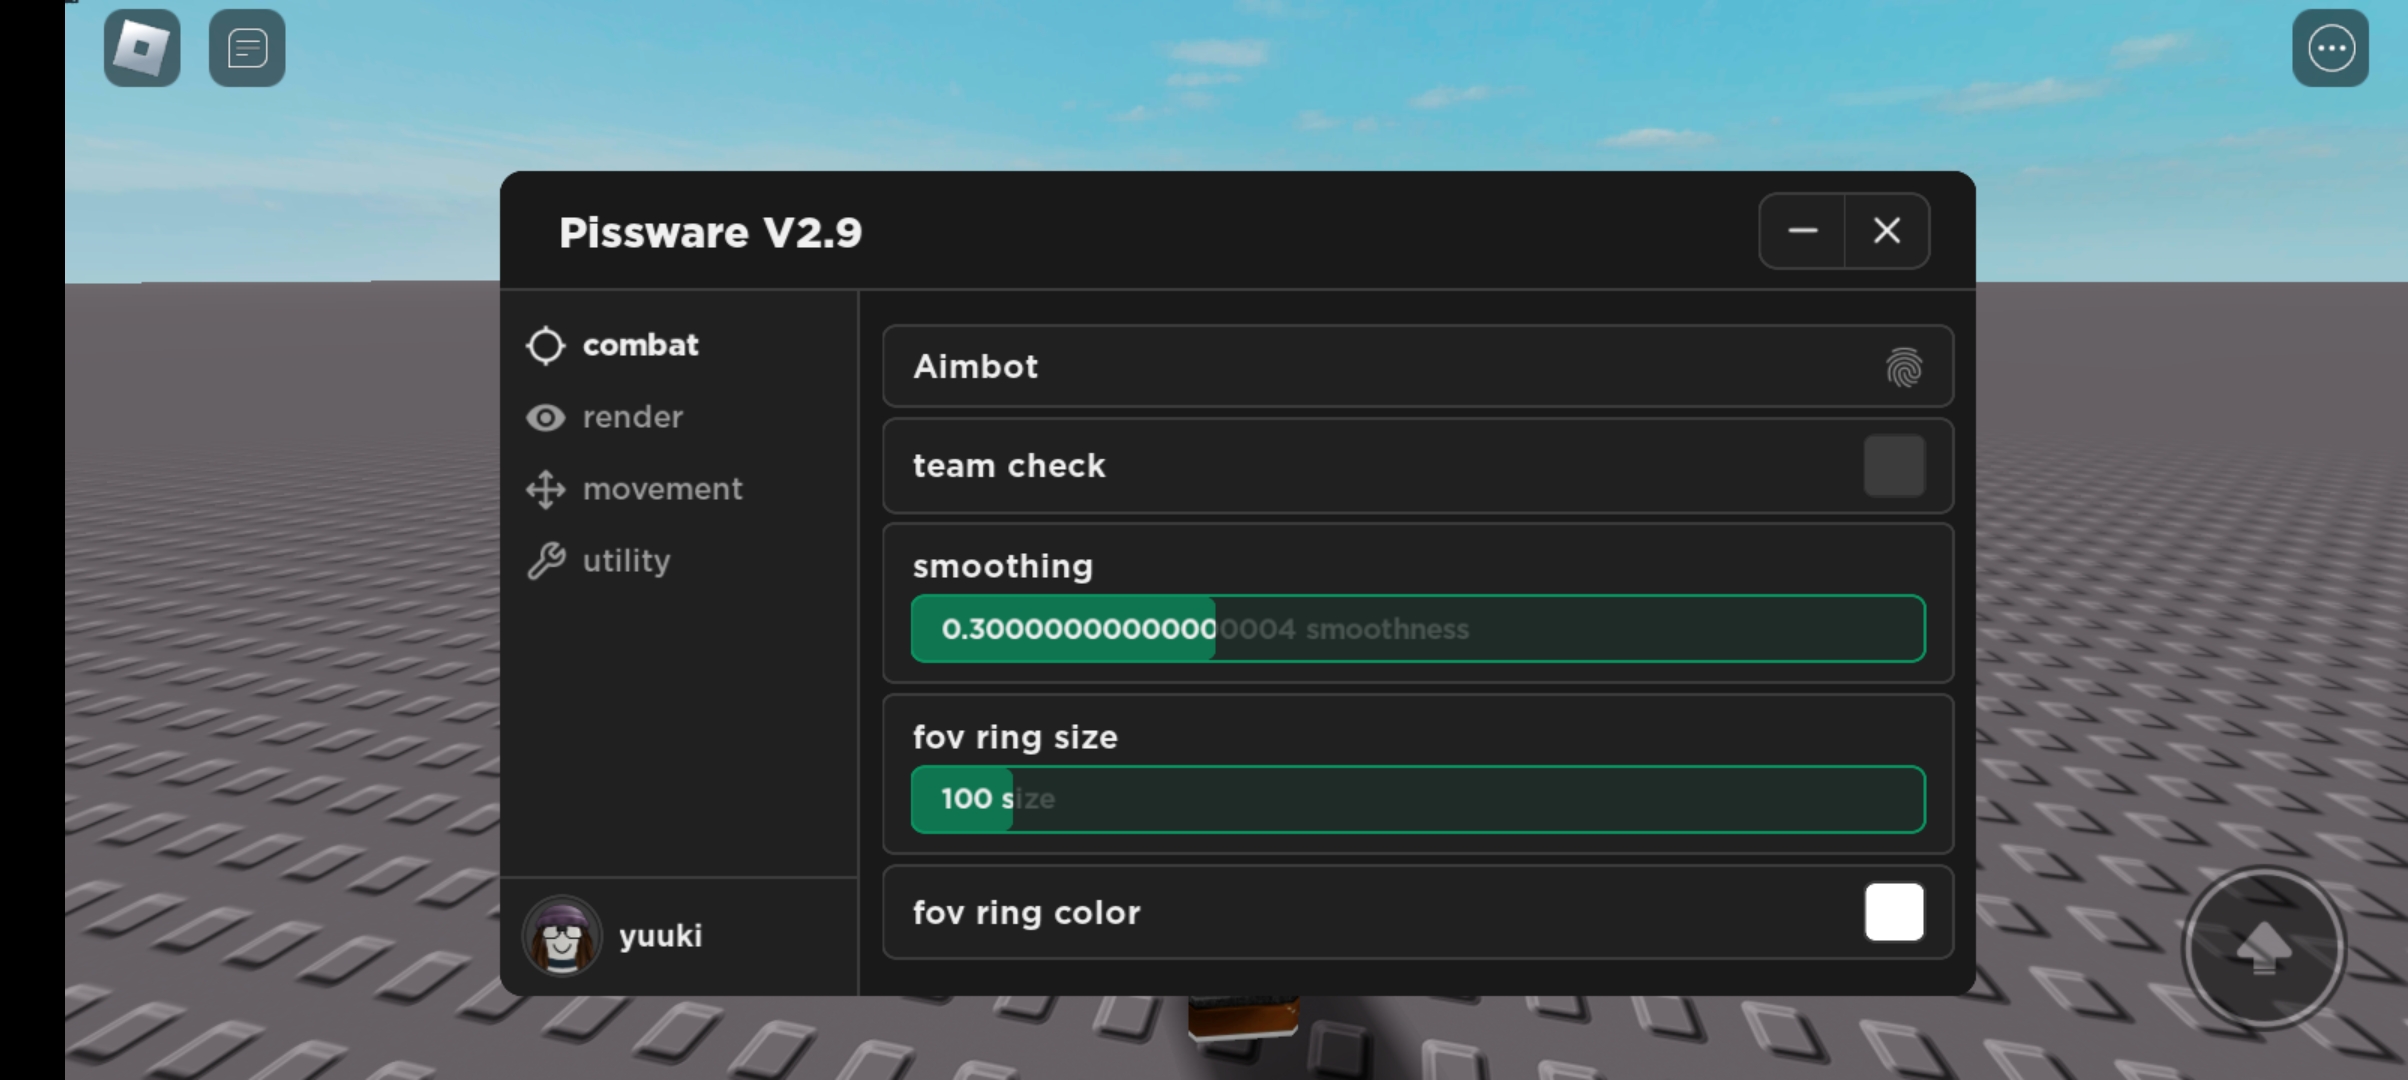 Pissware V2.9
combat
render
movement
utility
yuuki
Aimbot
team check
smoothing
0.30000000000000004 smoothness
fov ring size
100 size
fov ring color